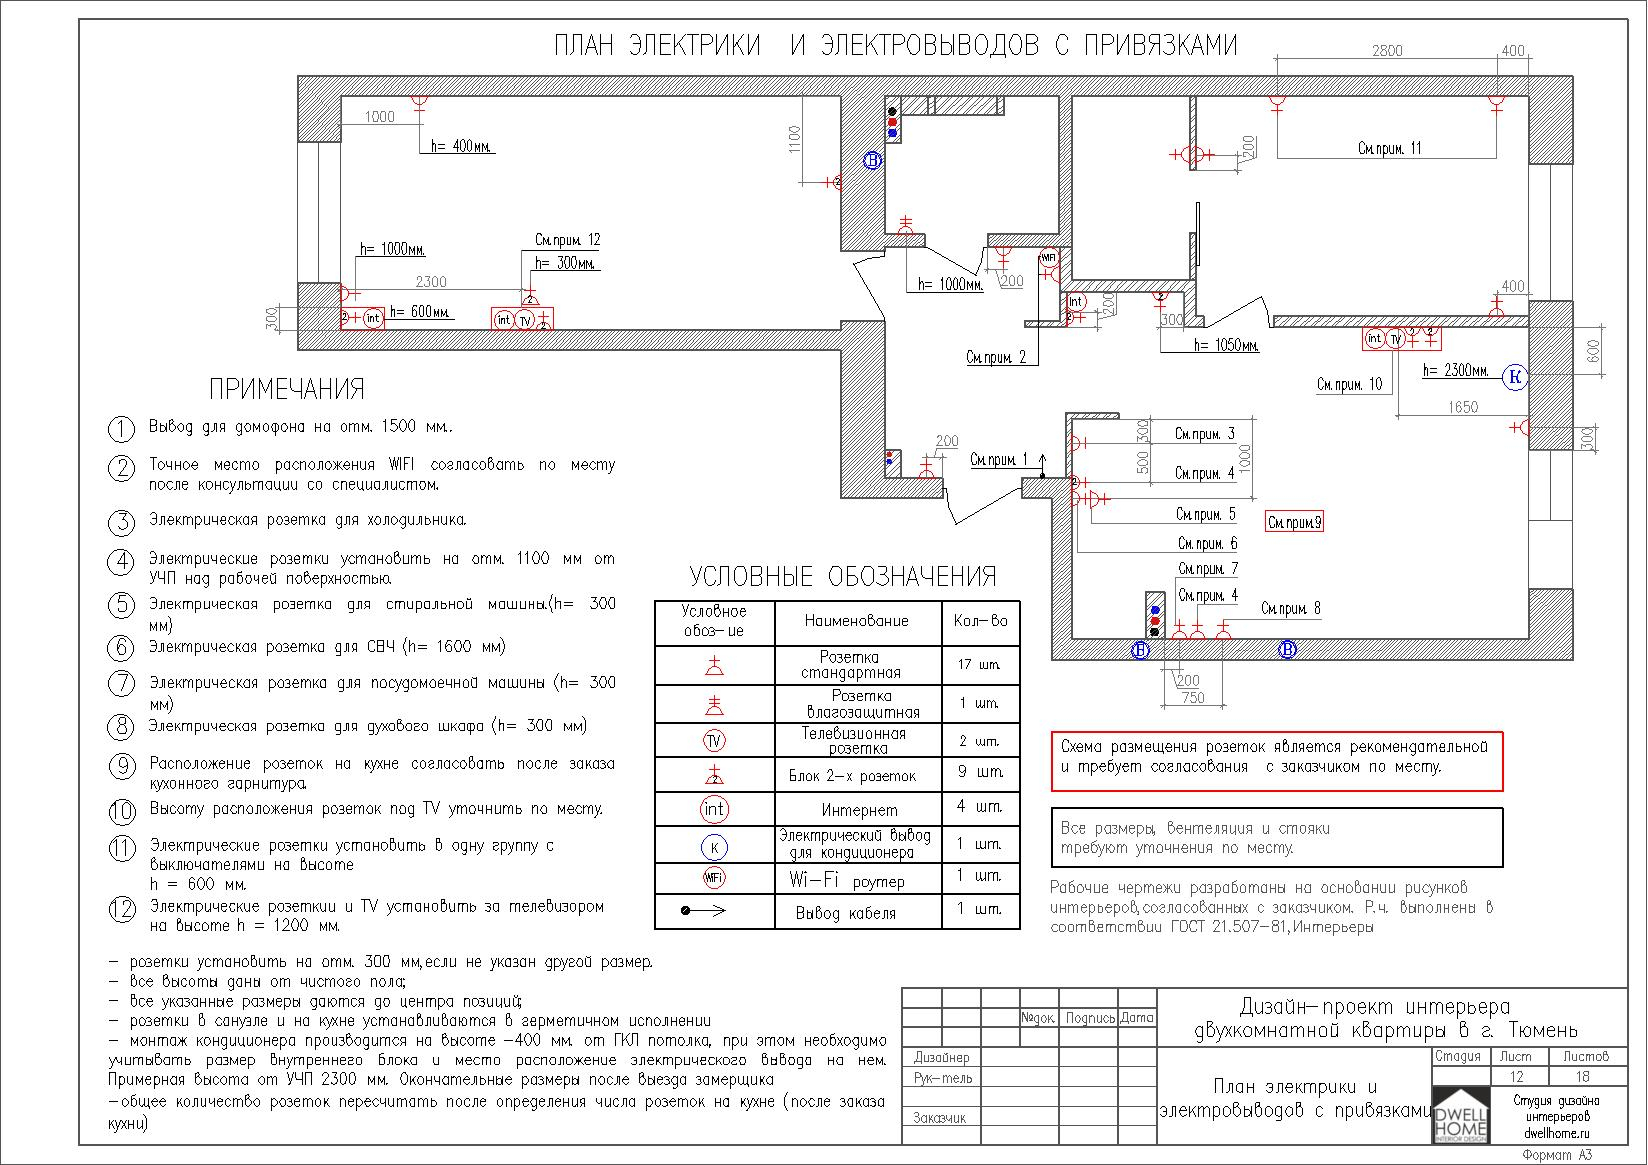 ПЛАН ЭЛЕКТРИКИ И ЭЛЕКТРОВЫВОДОВ С ПРИВЯЗКАМИ
2800
400
1000
h= 400мм.
1100
2
В
200
См.прим. 11
h= 1000мм.
См.прим. 12
h= 300мм.
2300
2
h= 600мм.
300
2
int
int
TV
2
h= 1000мм.
200
WIFI
int
2
200
2
300
h= 1050мм.
См.прим. 2
400
int
TV
2
2
См.прим. 10
h= 2300мм.
К
600
1650
300
200
См.прим. 1
300
500
1000
2
См.прим. 3
См.прим. 4
См.прим. 5
См.прим. 6
См.прим.9
См.прим. 7
См.прим. 4
См.прим. 8
В
В
200
750
ПРИМЕЧАНИЯ
1 Вывод для домофона на отм. 1500 мм..
2 Точное место расположения WIFI согласовать по месту
после консультации со специалистом.
3 Электрическая розетка для холодильника.
4 Электрические розетки установить на отм. 1100 мм от
УЧП над рабочей поверхностью.
5 Электрическая розетка для стиральной машины.(h= 300
мм)
6 Электрическая розетка для СВЧ (h= 1600 мм)
7 Электрическая розетка для посудомоечной машины (h= 300
мм)
8 Электрическая розетка для духового шкафа (h= 300 мм)
9 Расположение розеток на кухне согласовать после заказа
кухонного гарнитура.
10 Высоту расположения розеток под TV уточнить по месту.
11 Электрические розетки установить в одну группу с
выключателями на высоте
h = 600 мм.
12 Электрические розеткии и TV установить за телевизором
на высоте h = 1200 мм.
- розетки установить на отм. 300 мм,если не указан другой размер.
- все высоты даны от чистого пола;
- все указанные размеры даются до центра позиций;
- розетки в санузле и на кухне устанавливаются в герметичном исполнении
- монтаж кондиционера производится на высоте -400 мм. от ГКЛ потолка, при этом необходимо
учитывать размер внутреннего блока и место расположение электрического вывода на нем.
Примерная высота от УЧП 2300 мм. Окончательные размеры после выезда замерщика
-общее количество розеток пересчитать после определения числа розеток на кухне (после заказа
кухни)
УСЛОВНЫЕ ОБОЗНАЧЕНИЯ
Условное
обоз-ие
Наименование
Кол-во
Розетка
стандартная
17 шт.
Розетка
влагозащитная
1 шт.
TV
Телевизионная
розетка
2 шт.
2
Блок 2-х розеток
9 шт.
int
Интернет
4 шт.
К
Электрический вывод
для кондиционера
1 шт.
WiFi
Wi-Fi роутер
1 шт.
Вывод кабеля
1 шт.
Схема размещения розеток является рекомендательной
и требует согласования с заказчиком по месту.
Все размеры, вентеляция и стояки
требуют уточнения по месту.
Рабочие чертежи разработаны на основании рисунков
интерьеров,согласованных с заказчиком. Р.ч. выполнены в
соответствии ГОСТ 21.507-81,Интерьеры
№док.
Подпись
Дата
Дизайнер
Рук-тель
Заказчик
Дизайн-проект интерьера
двухкомнатной квартиры в г. Тюмень
План электрики и
электровыводов с привязками
Стадия
Лист
Листов
12
18
DWELL
HOME
INTERIOR DESIGN
Студия дизайна
интерьеров
dwellhome.ru
Формат А3